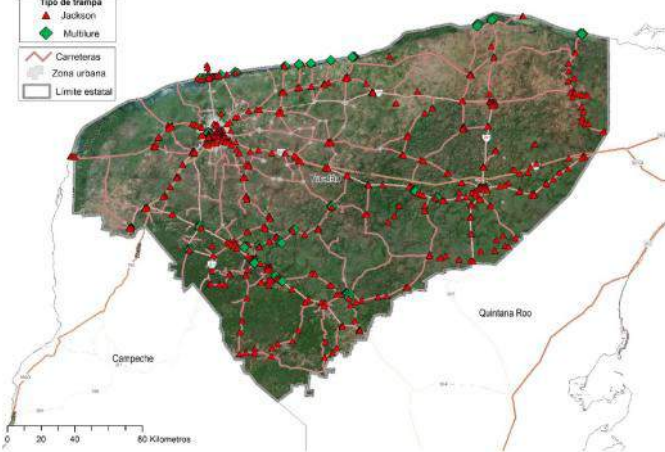 Tipo de trampa
Jackson
Multilure
Carreteras
Zona urbana
Límite estatal
Yucatán
Quintana Roo
Campeche
0 20 40 80 Kilometros